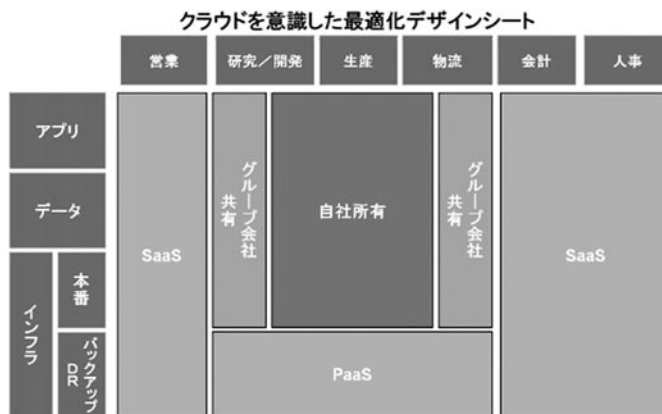 クラウドを意識した最適化デザインシート
営業
研究／開発
生産
物流
会計
人事
アプリ
データ
インフラ
本番
バックアップ
DR
SaaS
グループ会社
共有
自社所有
グループ会社
共有
SaaS
PaaS